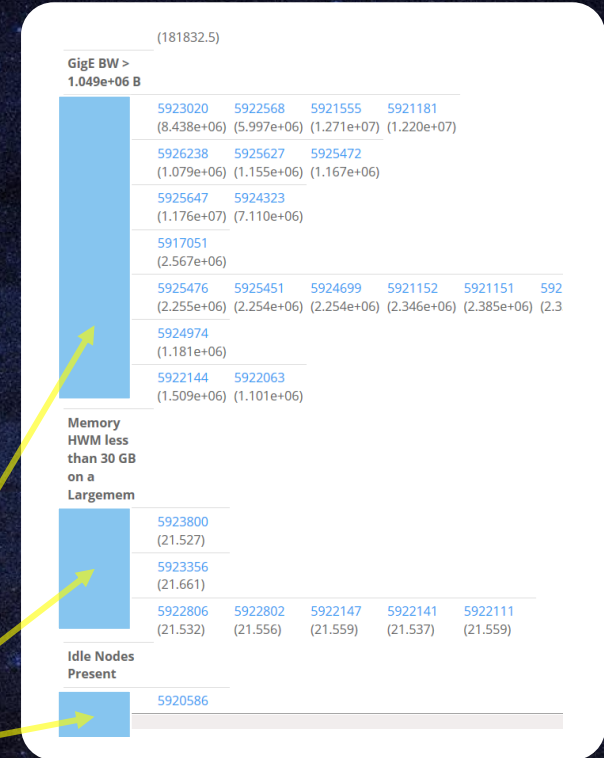 (181832.5)
GigE BW >
1.049e+06 B
5923020 5922568 5921555 5921181
(8.438e+06) (5.997e+06) (1.271e+07) (1.220e+07)
5926238 5925627 5925472
(1.079e+06) (1.155e+06) (1.167e+06)
5925647 5924323
(1.176e+07) (7.110e+06)
5917051
(2.567e+06)
5925476 5925451 5924699 5921152 5921151 592
(2.255e+06) (2.254e+06) (2.254e+06) (2.346e+06) (2.385e+06) (2.3
5924974
(1.181e+06)
5922144 5922063
(1.509e+06) (1.101e+06)
Memory
HWM less
than 30 GB
on a
Largemem
5923800
(21.527)
5923356
(21.661)
5922806 5922802 5922147 5922141 5922111
(21.532) (21.556) (21.559) (21.537) (21.559)
Idle Nodes
Present
5920586